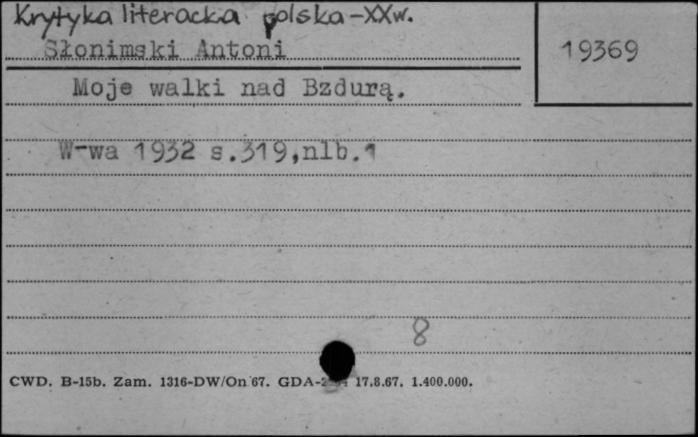 Krytyka literacka polska-XXw.
Słonimski Antoni
19369
Moje walki nad Bzdurą.
W-wa 1932 s.319,nlb.1
8
CWD. B-15b. Zam. 1316-DW/On 67. 17.8.67. 1.400.000.